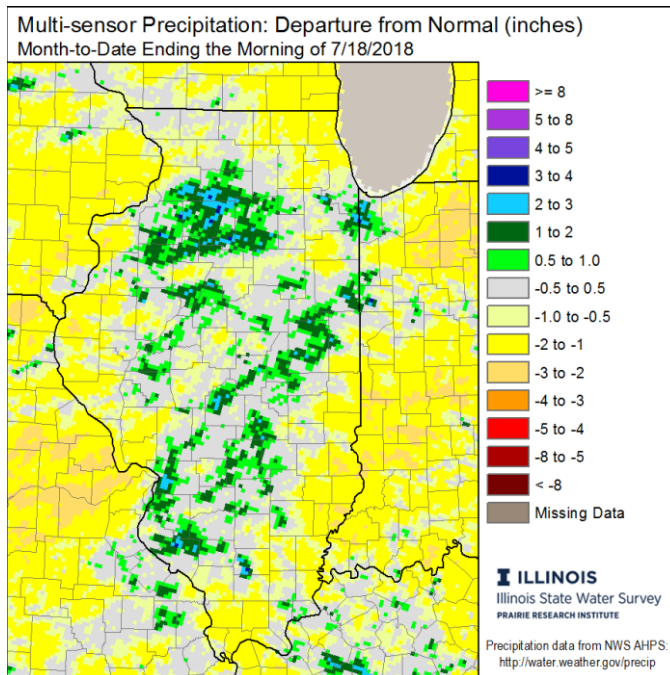 Multi-sensor Precipitation: Departure from Normal (inches)
Month-to-Date Ending the Morning of 7/18/2018
>= 8
5 to 8
4 to 5
3 to 4
2 to 3
1 to 2
0.5 to 1.0
-0.5 to 0.5
-1.0 to -0.5
-2 to -1
-3 to -2
-4 to -3
-5 to -4
-8 to -5
< -8
Missing Data
I ILLINOIS
Illinois State Water Survey
PRAIRIE RESEARCH INSTITUTE
Precipitation data from NWS AHPS:
http://water.weather.gov/precip